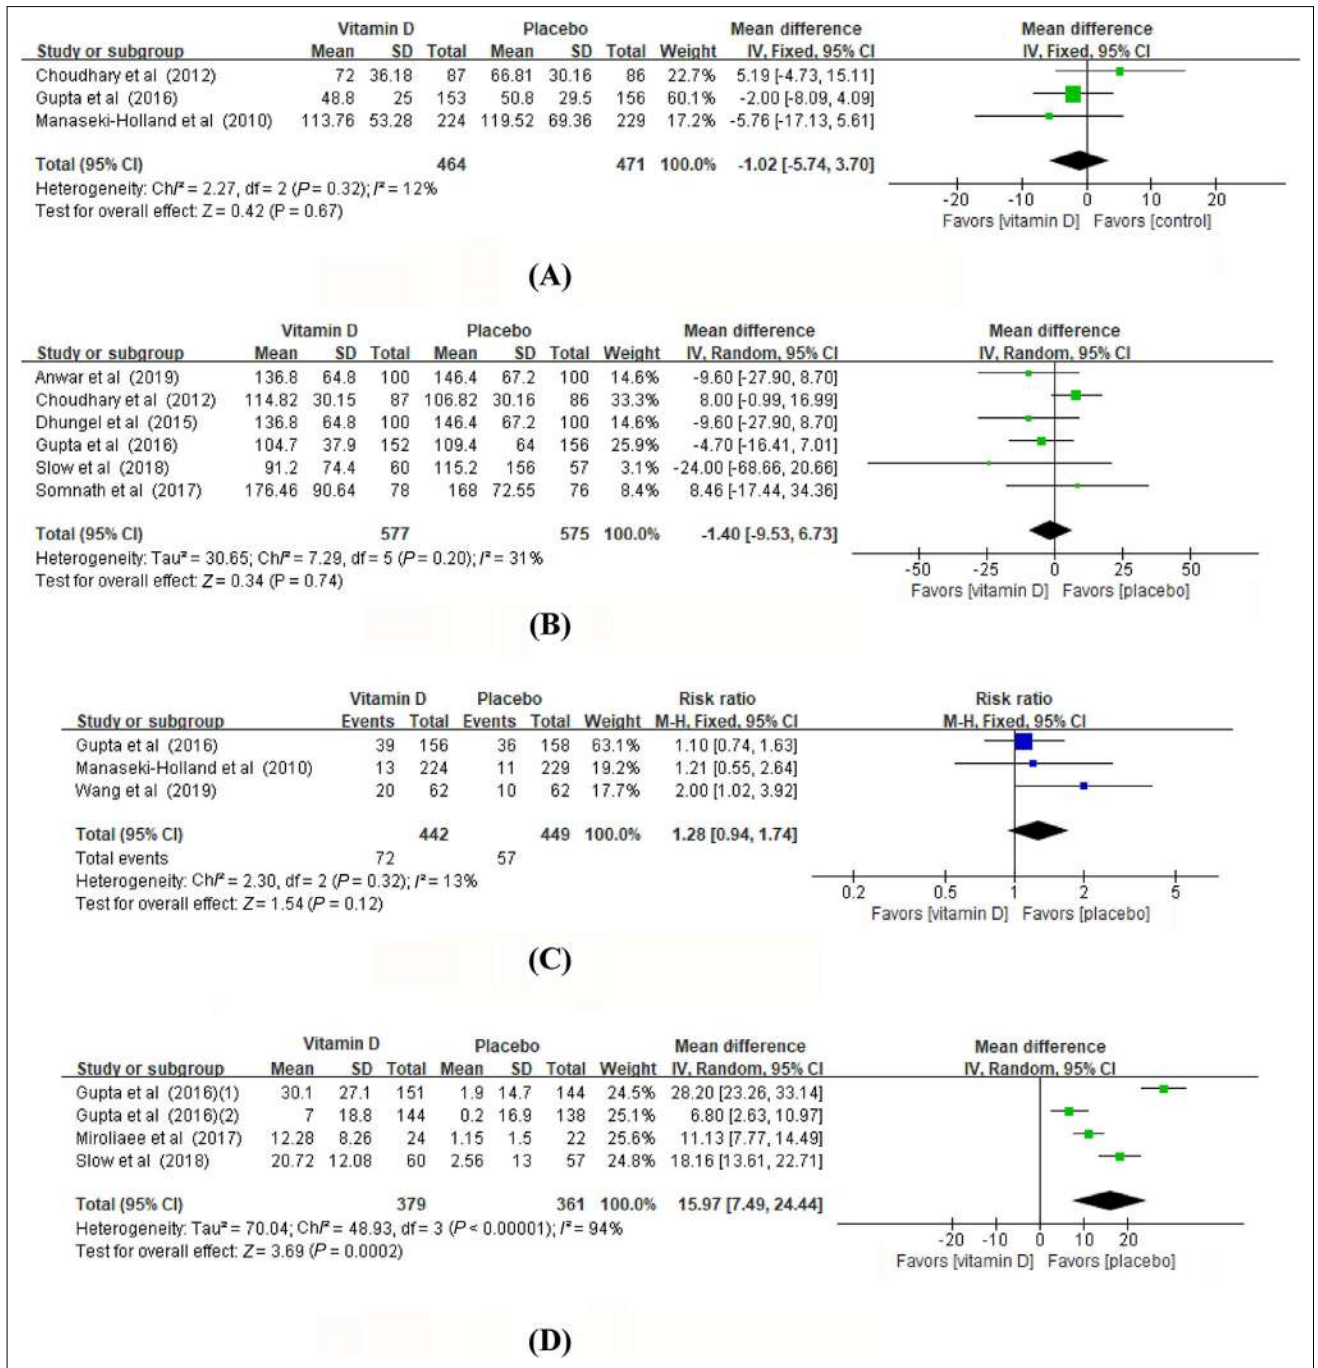 Vitamin D Placebo Mean difference Mean difference
Study or subgroup Mean SD Total Mean SD Total Weight IV, Fixed, 95% CI IV, Fixed, 95% CI
Choudhary et al (2012) 72 36.18 87 66.81 30.16 86 22.7% 5.19 [-4.73, 15.11]
Gupta et al (2016) 48.8 25 153 50.8 29.5 156 60.1% -2.00 [-8.09, 4.09]
Manaseki-Holland et al (2010) 113.76 53.28 224 119.52 69.36 229 17.2% -5.76 [-17.13, 5.61]
Total (95% CI) 464 471 100.0% -1.02 [-5.74, 3.70]
Heterogeneity: Chi² = 2.27, df = 2 (P = 0.32); I² = 12%
Test for overall effect: Z = 0.42 (P = 0.67)
-20 -10 0 10 20
Favors [vitamin D] Favors [control]
(A)
Vitamin D Placebo Mean difference Mean difference
Study or subgroup Mean SD Total Mean SD Total Weight IV, Random, 95% CI IV, Random, 95% CI
Anwar et al (2019) 136.8 64.8 100 146.4 67.2 100 14.6% -9.60 [-27.90, 8.70]
Choudhary et al (2012) 114.82 30.15 87 106.82 30.16 86 33.3% 8.00 [-0.99, 16.99]
Dhungel et al (2015) 136.8 64.8 100 146.4 67.2 100 14.6% -9.60 [-27.90, 8.70]
Gupta et al (2016) 104.7 37.9 152 109.4 64 156 25.9% -4.70 [-16.41, 7.01]
Slow et al (2018) 91.2 74.4 60 115.2 156 57 3.1% -24.00 [-68.66, 20.66]
Somnath et al (2017) 176.46 90.64 78 168 72.55 76 8.4% 8.46 [-17.44, 34.36]
Total (95% CI) 577 575 100.0% -1.40 [-9.53, 6.73]
Heterogeneity: Tau² = 30.65; Chi² = 7.29, df = 5 (P = 0.20); I² = 31%
Test for overall effect: Z = 0.34 (P = 0.74)
-50 -25 0 25 50
Favors [vitamin D] Favors [placebo]
(B)
Vitamin D Placebo Risk ratio Risk ratio
Study or subgroup Events Total Events Total Weight M-H, Fixed, 95% CI M-H, Fixed, 95% CI
Gupta et al (2016) 39 156 36 158 63.1% 1.10 [0.74, 1.63]
Manaseki-Holland et al (2010) 13 224 11 229 19.2% 1.21 [0.55, 2.64]
Wang et al (2019) 20 62 10 62 17.7% 2.00 [1.02, 3.92]
Total (95% CI) 442 449 100.0% 1.28 [0.94, 1.74]
Total events 72 57
Heterogeneity: Chi² = 2.30, df = 2 (P = 0.32); I² = 13%
Test for overall effect: Z = 1.54 (P = 0.12)
0.2 0.5 1 2 5
Favors [vitamin D] Favors [placebo]
(C)
Vitamin D Placebo Mean difference Mean difference
Study or subgroup Mean SD Total Mean SD Total Weight IV, Random, 95% CI IV, Random, 95% CI
Gupta et al (2016)(1) 30.1 27.1 151 1.9 14.7 144 24.5% 28.20 [23.26, 33.14]
Gupta et al (2016)(2) 7 18.8 144 0.2 16.9 138 25.1% 6.80 [2.63, 10.97]
Miroliaee et al (2017) 12.28 8.26 24 1.15 1.5 22 25.6% 11.13 [7.77, 14.49]
Slow et al (2018) 20.72 12.08 60 2.56 13 57 24.8% 18.16 [13.61, 22.71]
Total (95% CI) 379 361 100.0% 15.97 [7.49, 24.44]
Heterogeneity: Tau² = 70.04; Chi² = 48.93, df = 3 (P < 0.00001); I² = 94%
Test for overall effect: Z = 3.69 (P = 0.0002)
-20 -10 0 10 20
Favors [vitamin D] Favors [placebo]
(D)